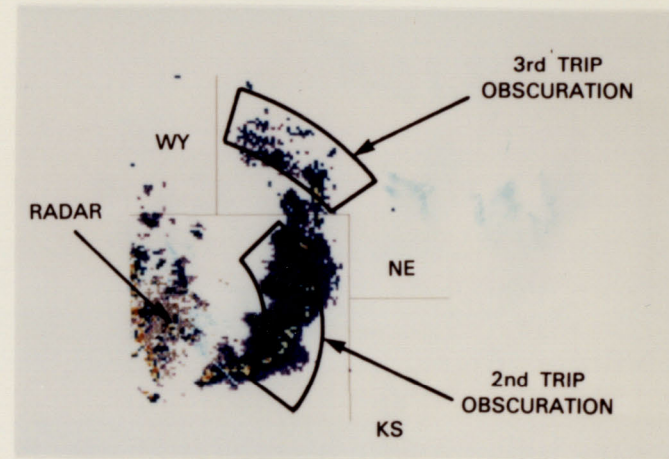 3rd TRIP
OBSCURATION
WY
RADAR
NE
2nd TRIP
OBSCURATION
KS